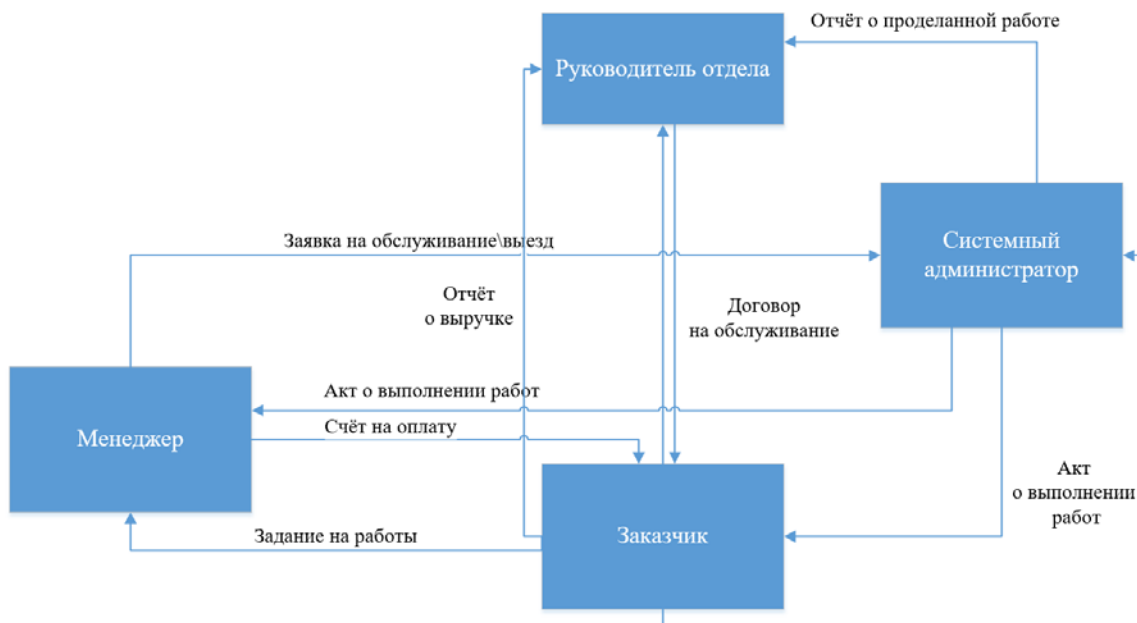 Отчёт о проделанной работе
Руководитель отдела
Системный
администратор
Заявка на обслуживание\выезд
Отчёт
о выручке
Договор
на обслуживание
Акт о выполнении работ
Счёт на оплату
Менеджер
Акт
о выполнении
работ
Задание на работы
Заказчик